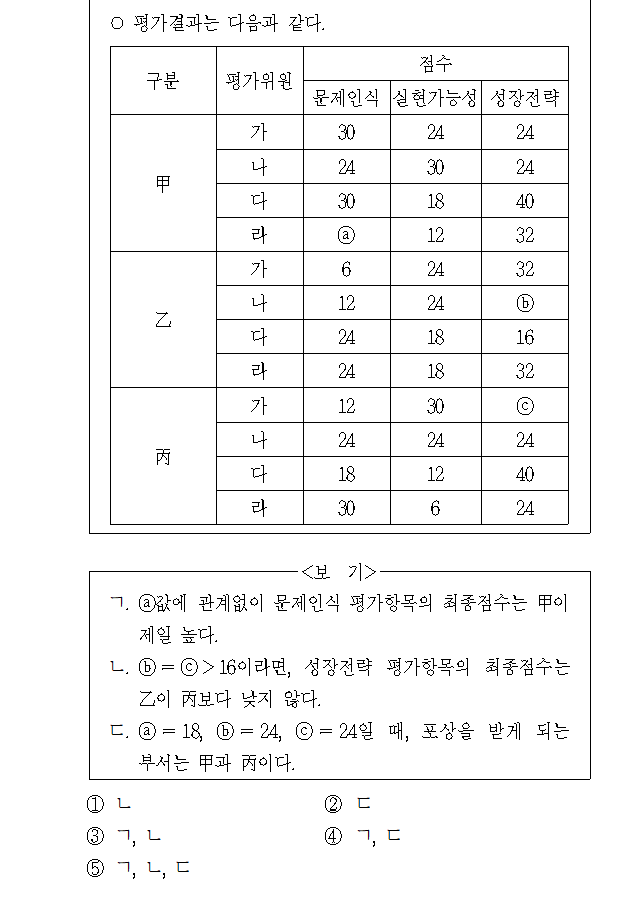 ○ 평가결과는 다음과 같다.
구분 평가위원 점수
문제인식 실현가능성 성장전략
甲 가 30 24 24
나 24 30 24
다 30 18 40
라 ⓐ 12 32
乙 가 6 24 32
나 12 24 ⓑ
다 24 18 16
라 24 18 32
丙 가 12 30 ⓒ
나 24 24 24
다 18 12 40
라 30 6 24
<보 기>
ㄱ. ⓐ값에 관계없이 문제인식 평가항목의 최종점수는 甲이
제일 높다.
ㄴ. ⓑ=ⓒ>16이라면, 성장전략 평가항목의 최종점수는
乙이 丙보다 낮지 않다.
ㄷ. ⓐ=18, ⓑ=24, ⓒ=24일 때, 포상을 받게 되는
부서는 甲과 丙이다.
① ㄴ ② ㄷ
③ ㄱ, ㄴ ④ ㄱ, ㄷ
⑤ ㄱ, ㄴ, ㄷ